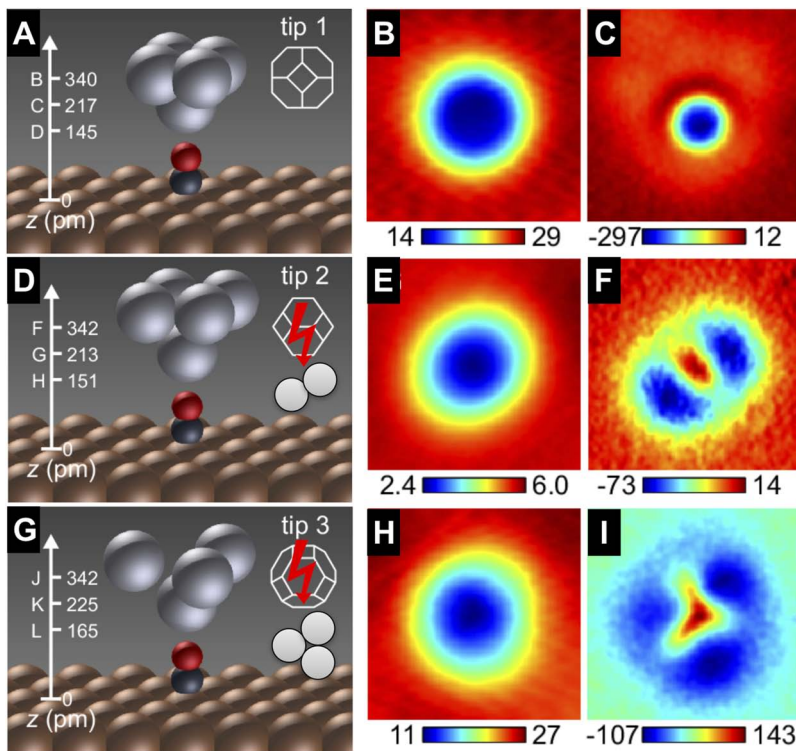 A
tip 1
B 340
C 217
D 145
0
z (pm)
B
14 29
C
-297 12
D
tip 2
F 342
G 213
H 151
0
z (pm)
E
2.4 6.0
F
-73 14
G
tip 3
J 342
K 225
L 165
0
z (pm)
H
11 27
I
-107 143